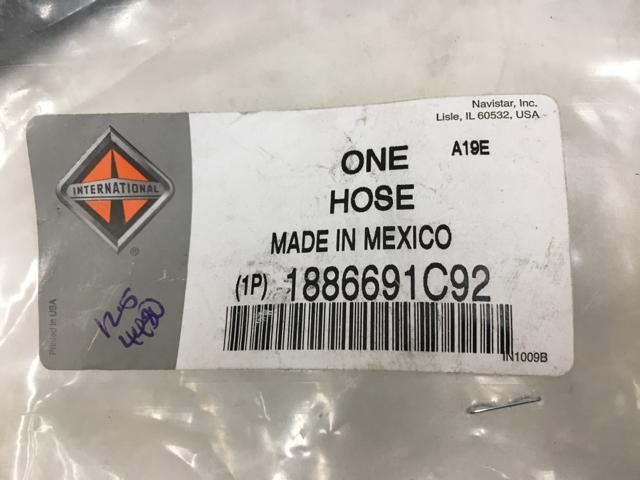 Navistar, Inc.
Lisle, IL 60532, USA
ONE A19E
HOSE
MADE IN MEXICO
(1P) 1886691C92
IN1009B
INTERNATIONAL
®
Printed in USA